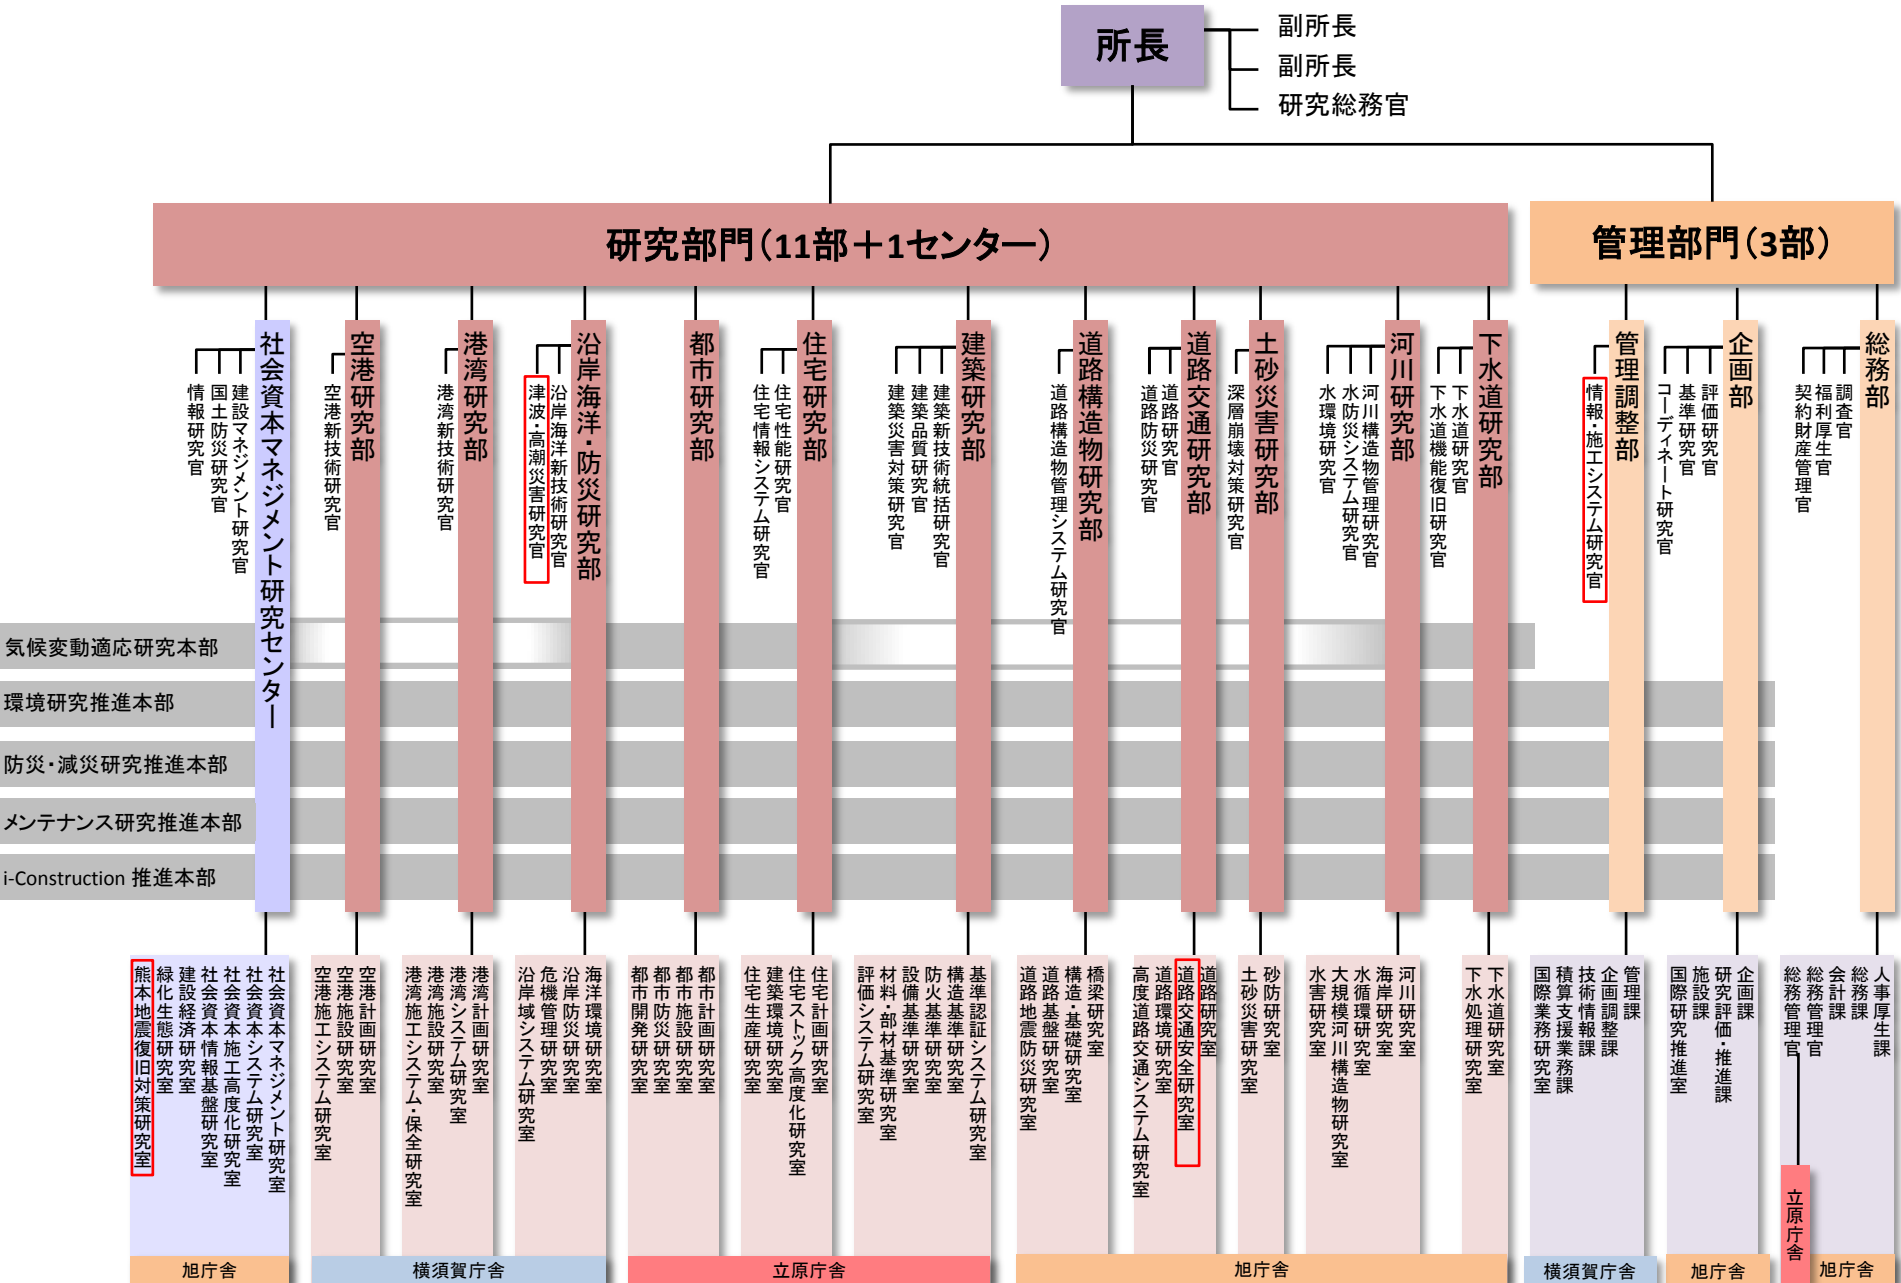 所長
副所長
副所長
研究総務官
研究部門（11部＋1センター）
管理部門（3部）
社会資本マネジメント研究センター
建設マネジメント研究官
国土防災研究官
情報研究官
空港研究部
空港新技術研究官
港湾研究部
港湾新技術研究官
沿岸海洋・防災研究部
沿岸海洋新技術研究官
津波・高潮災害研究官
都市研究部
住宅研究部
住宅性能研究官
住宅情報システム研究官
建築研究部
建築新技術統括研究官
建築品質研究官
建築災害対策研究官
道路構造物研究部
道路構造物管理システム研究官
道路交通研究部
道路研究官
道路防災研究官
土砂災害研究部
深層崩壊対策研究官
河川研究部
河川構造物管理研究官
水防災システム研究官
水環境研究官
下水道研究部
下水道研究官
下水道機能復旧研究官
管理調整部
情報・施工システム研究官
企画部
評価研究官
基準研究官
コーディネート研究官
総務部
調査官
福利厚生官
契約財産管理官
気候変動適応研究本部
環境研究推進本部
防災・減災研究推進本部
メンテナンス研究推進本部
i-Construction 推進本部
社会資本マネジメント研究室
社会資本システム研究室
社会資本施工高度化研究室
社会資本情報基盤研究室
建設経済研究室
緑化生態研究室
熊本地震復旧対策研究室
空港計画研究室
空港施設研究室
空港施工システム研究室
港湾計画研究室
港湾システム研究室
港湾施設研究室
港湾施工システム・保全研究室
海洋環境研究室
沿岸防災研究室
危機管理研究室
沿岸域システム研究室
都市計画研究室
都市施設研究室
都市防災研究室
都市開発研究室
住宅計画研究室
住宅ストック高度化研究室
建築環境研究室
住宅生産研究室
基準認証システム研究室
構造基準研究室
防火基準研究室
設備基準研究室
材料・部材基準研究室
評価システム研究室
橋梁研究室
構造・基礎研究室
道路基盤研究室
道路地震防災研究室
道路研究室
道路交通安全研究室
道路環境研究室
高度道路交通システム研究室
砂防研究室
土砂災害研究室
河川研究室
海岸研究室
水循環研究室
大規模河川構造物研究室
水害研究室
下水道研究室
下水処理研究室
管理課
企画調整課
技術情報課
積算支援業務課
国際業務研究室
企画課
研究評価・推進課
施設課
国際研究推進室
人事厚生課
総務課
会計課
総務管理官
総務管理官
立原庁舎
旭庁舎
横須賀庁舎
立原庁舎
旭庁舎
横須賀庁舎
旭庁舎
旭庁舎